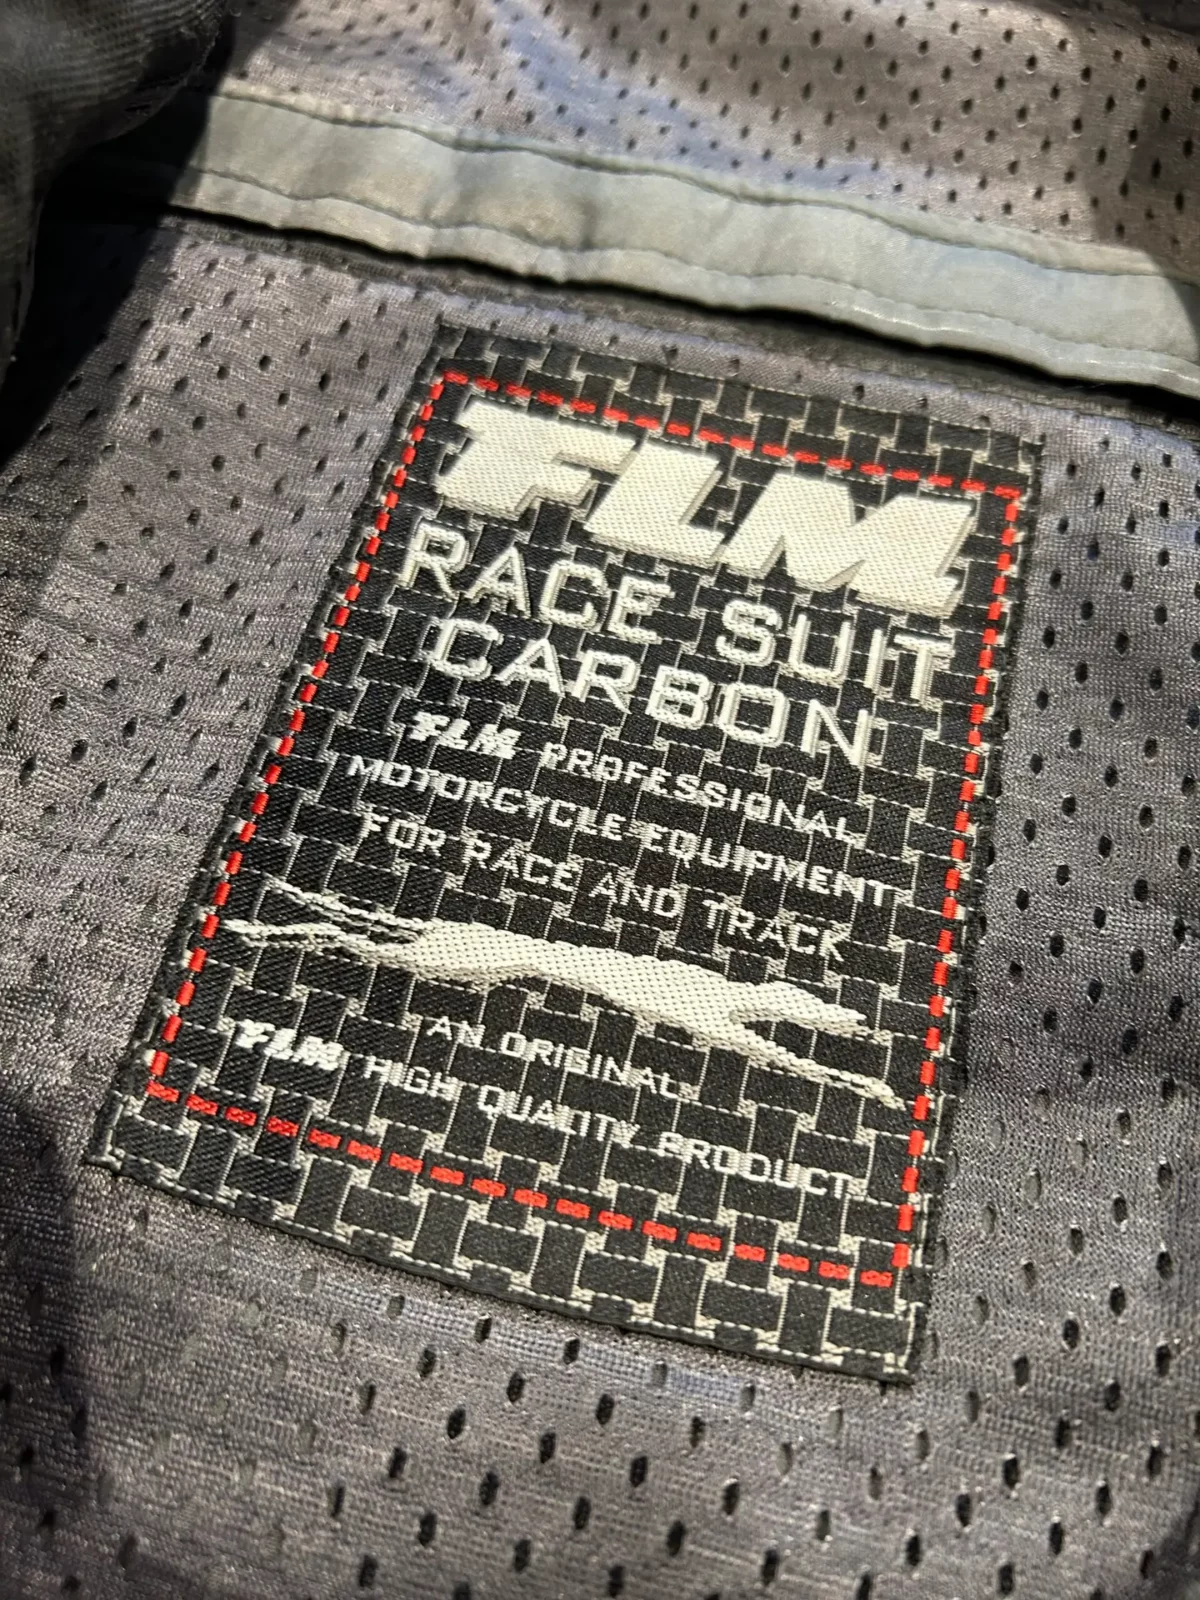 FLM
RACE SUIT
CARBON
FLM PROFESSIONAL
MOTORCYCLE EQUIPMENT
FOR RACE AND TRACK
AN ORIGINAL
FLM HIGH QUALITY PRODUCT